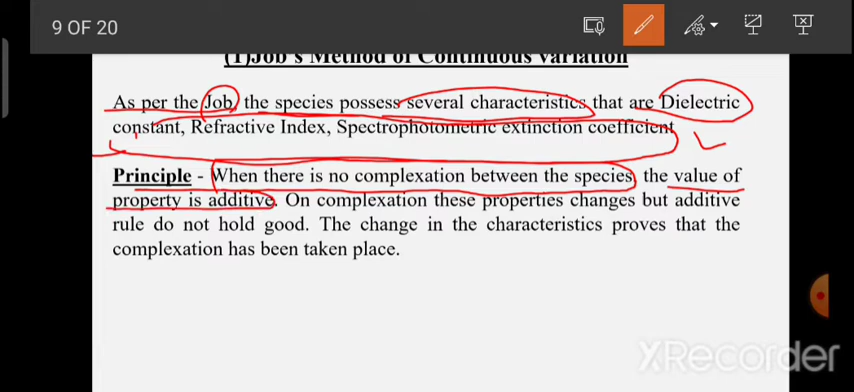 9 OF 20
(1)Job's Method of Continuous Variation
As per the Job, the species possess several characteristics that are Dielectric
constant, Refractive Index, Spectrophotometric extinction coefficient
Principle - When there is no complexation between the species, the value of
property is additive. On complexation these properties changes but additive
rule do not hold good. The change in the characteristics proves that the
complexation has been taken place.
XRecorder